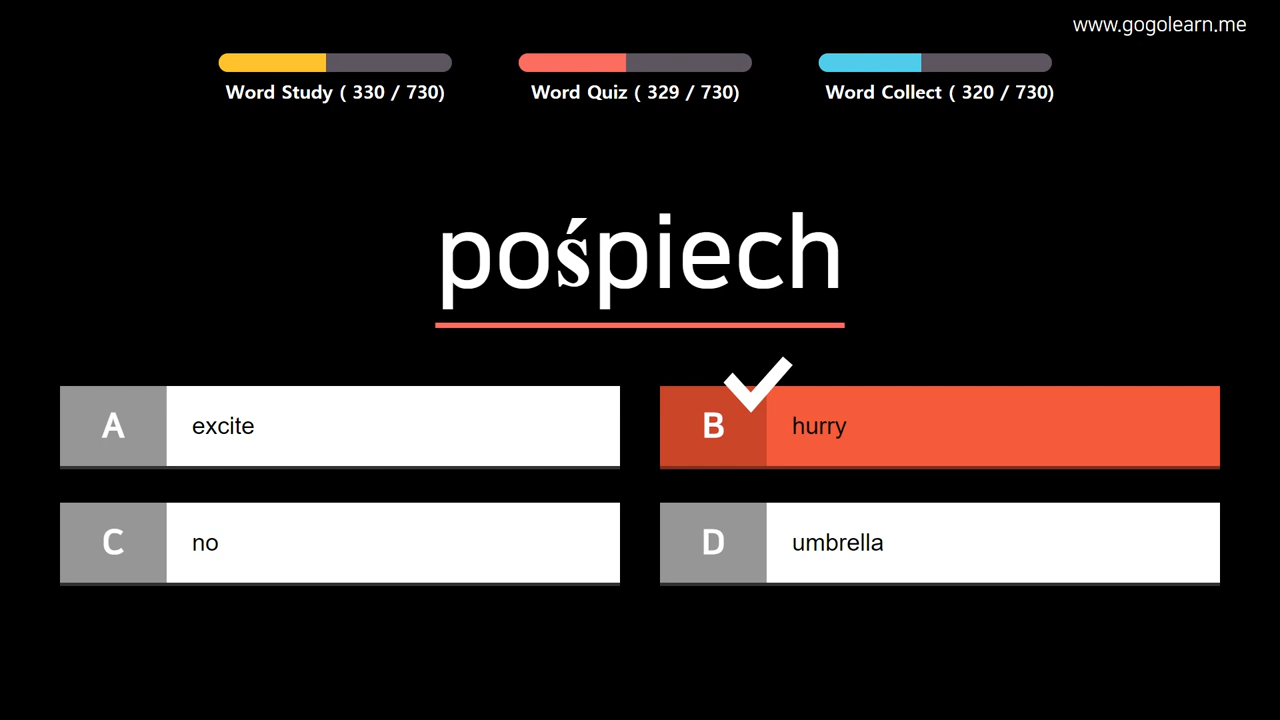 www.gogolearn.me
Word Study ( 330 / 730)
Word Quiz ( 329 / 730)
Word Collect ( 320 / 730)
pośpiech
A excite
B hurry
C no
D umbrella